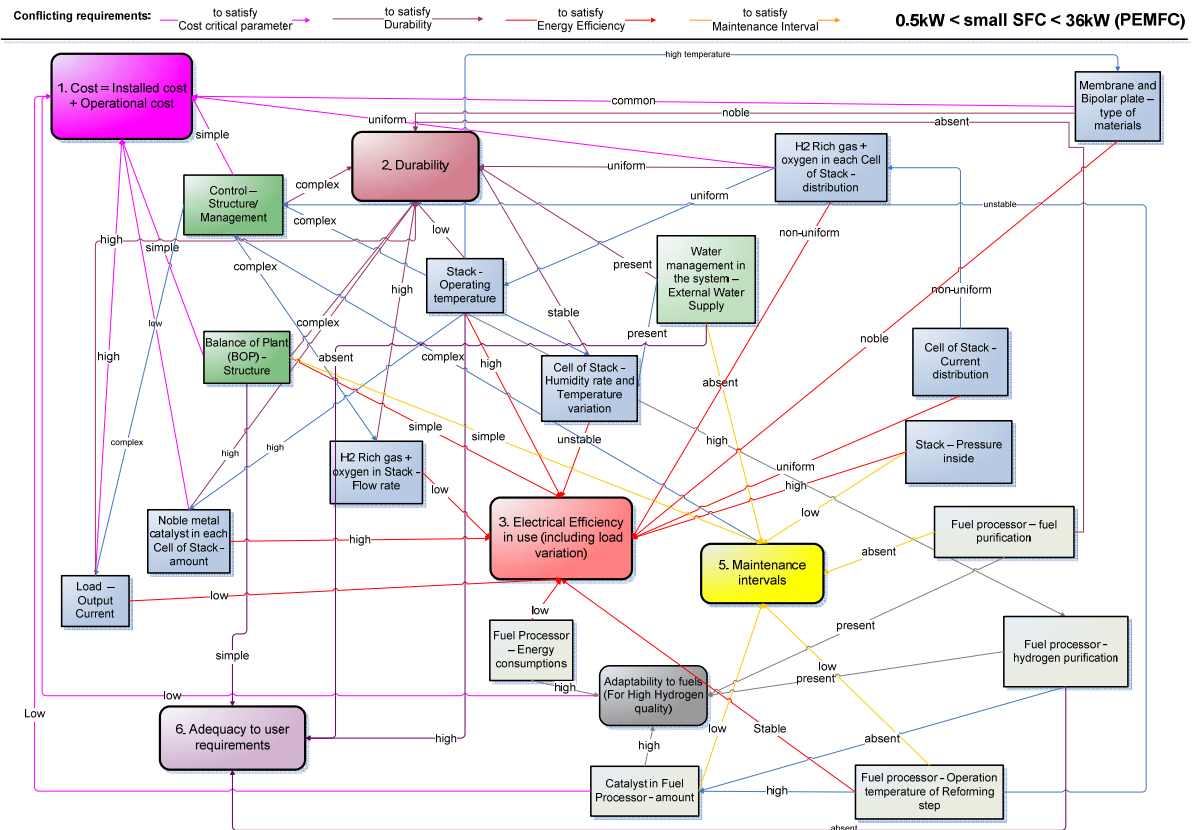 Conflicting requirements:
to satisfy
Cost critical parameter
to satisfy
Durability
to satisfy
Energy Efficiency
to satisfy
Maintenance Interval
0.5kW < small SFC < 36kW (PEMFC)
high temperature
1. Cost = Installed cost
+ Operational cost
Membrane and
Bipolar plate –
type of
materials
common
noble
uniform
absent
simple
2. Durability
H2 Rich gas +
oxygen in each Cell
of Stack -
distribution
uniform
Control –
Structure/
Management
complex
uniform
unstable
complex
low
non-uniform
high
simple
Water
management in
the system –
External Water
Supply
present
complex
Stack -
Operating
temperature
high
non-uniform
stable
low
complex
present
Balance of Plant
(BOP) -
Structure
absent
complex
high
Cell of Stack -
Humidity rate and
Temperature
variation
noble
Cell of Stack -
Current
distribution
high
absent
simple
simple
unstable
high
complex
high
high
H2 Rich gas +
oxygen in Stack -
Flow rate
low
uniform
high
Stack – Pressure
inside
low
Noble metal
catalyst in each
Cell of Stack -
amount
high
3. Electrical Efficiency
in use (including load
variation)
5. Maintenance
intervals
absent
Fuel processor – fuel
purification
Load –
Output
Current
low
low
present
Fuel Processor
– Energy
consumptions
Fuel processor -
hydrogen purification
simple
low
high
Adaptability to fuels
(For High Hydrogen
quality)
present
low
Low
6. Adequacy to user
requirements
high
high
low
Stable
absent
Catalyst in Fuel
Processor - amount
high
Fuel processor - Operation
temperature of Reforming
step
absent